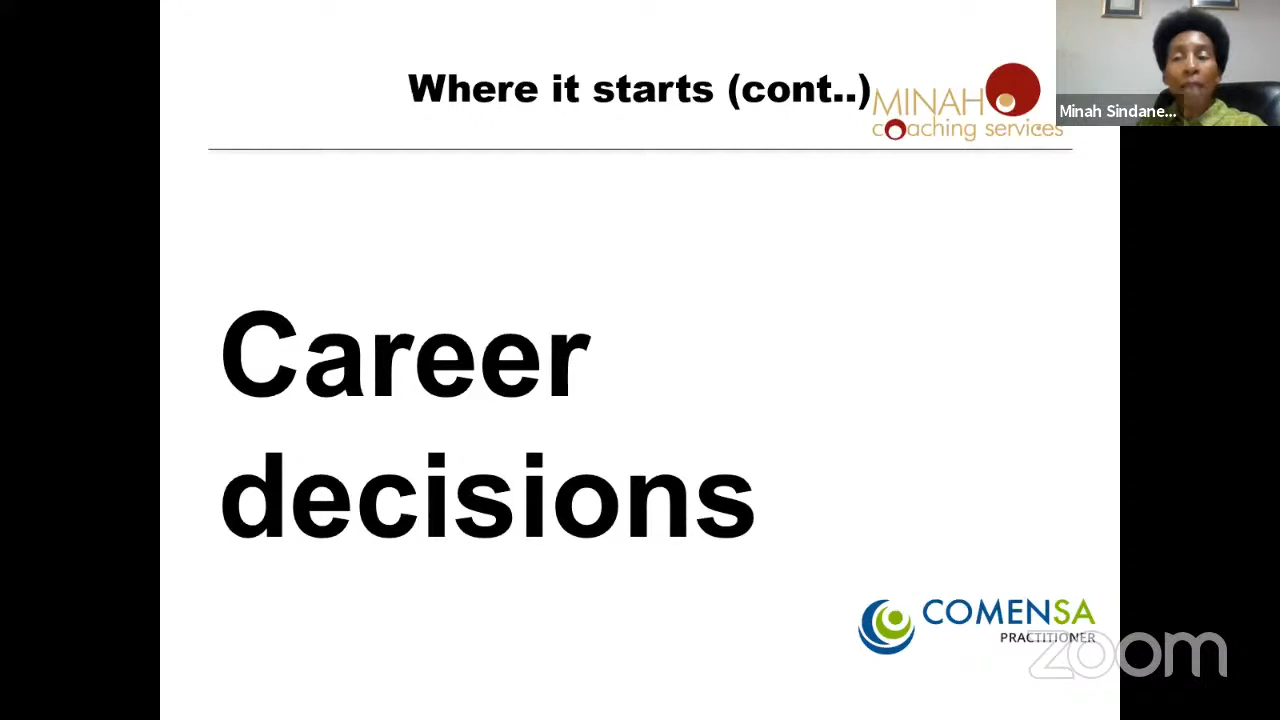 Where it starts (cont..)
MINAH
coaching services
Minah Sindane...
Career
decisions
COMENSA
PRACTITIONER
zoom